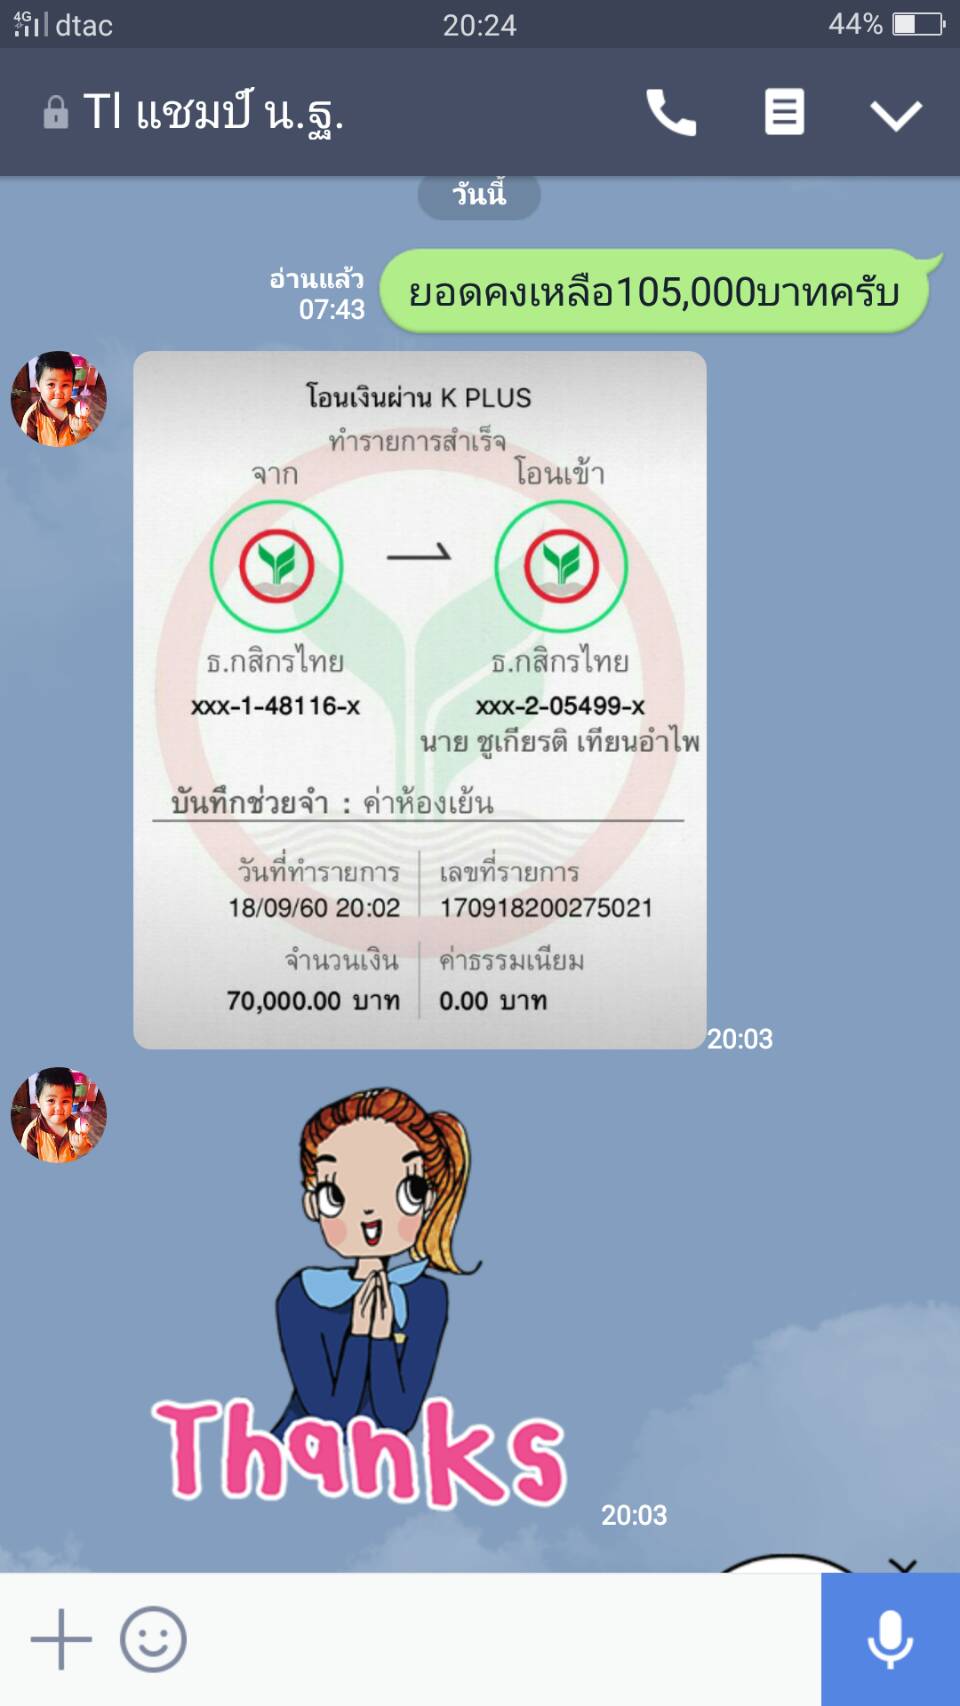 4G dtac 20:24 44%
Tl แชมป์ น.ฐ.
วันนี้
อ่านแล้ว
07:43
ยอดคงเหลือ105,000บาทครับ
โอนเงินผ่าน K PLUS
ทำรายการสำเร็จ
จาก โอนเข้า
ธ.กสิกรไทย ธ.กสิกรไทย
xxx-1-48116-x xxx-2-05499-x
นาย ชูเกียรติ เทียนอำไพ
บันทึกช่วยจำ : ค่าห้องเย้น
วันที่ทำรายการ เลขที่รายการ
18/09/60 20:02 170918200275021
จำนวนเงิน ค่าธรรมเนียม
70,000.00 บาท 0.00 บาท
20:03
Thanks
20:03